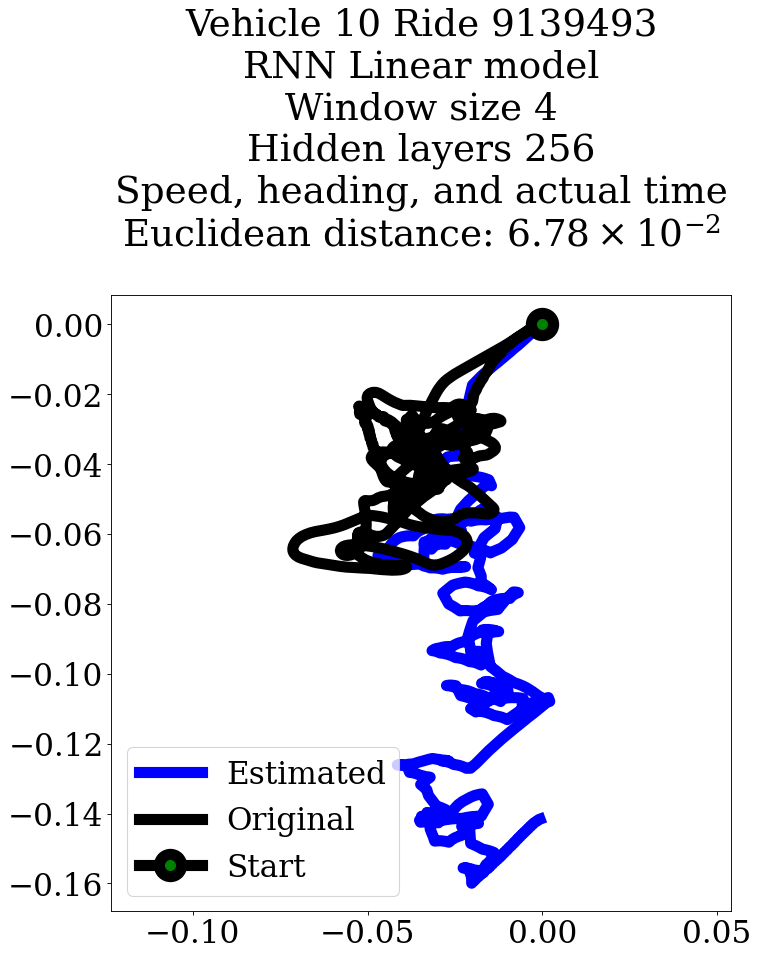 Vehicle 10 Ride 9139493
RNN Linear model
Window size 4
Hidden layers 256
Speed, heading, and actual time
Euclidean distance: 6.78 × 10⁻²
0.00
−0.02
−0.04
−0.06
−0.08
−0.10
−0.12
−0.14
−0.16
Estimated
Original
Start
−0.10 −0.05 0.00 0.05